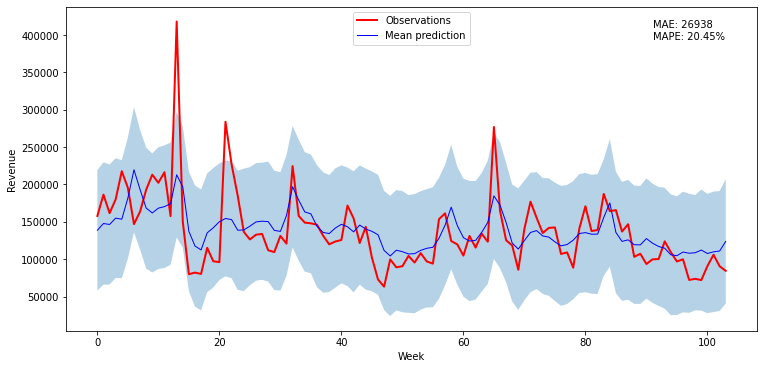 Observations
Mean prediction
MAE: 26938
MAPE: 20.45%
Revenue
400000
350000
300000
250000
200000
150000
100000
50000
0 20 40 60 80 100
Week